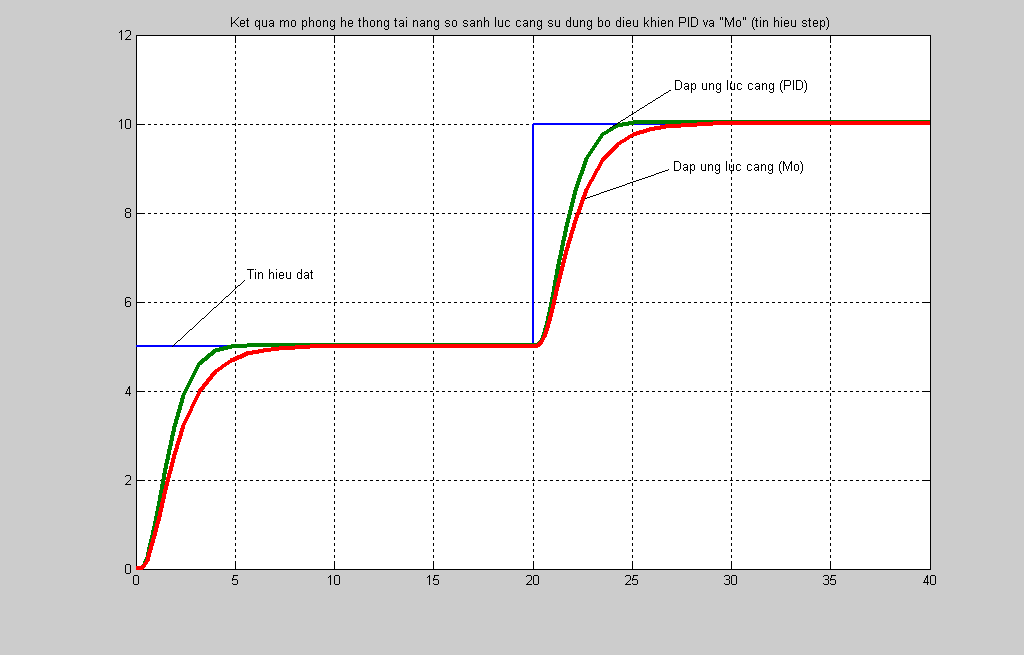 Ket qua mo phong he thong tai nang so sanh luc cang su dung bo dieu khien PID va "Mo" (tin hieu step)
12
Dap ung luc cang (PID)
10
Dap ung luc cang (Mo)
8
Tin hieu dat
6
4
2
0
0 5 10 15 20 25 30 35 40